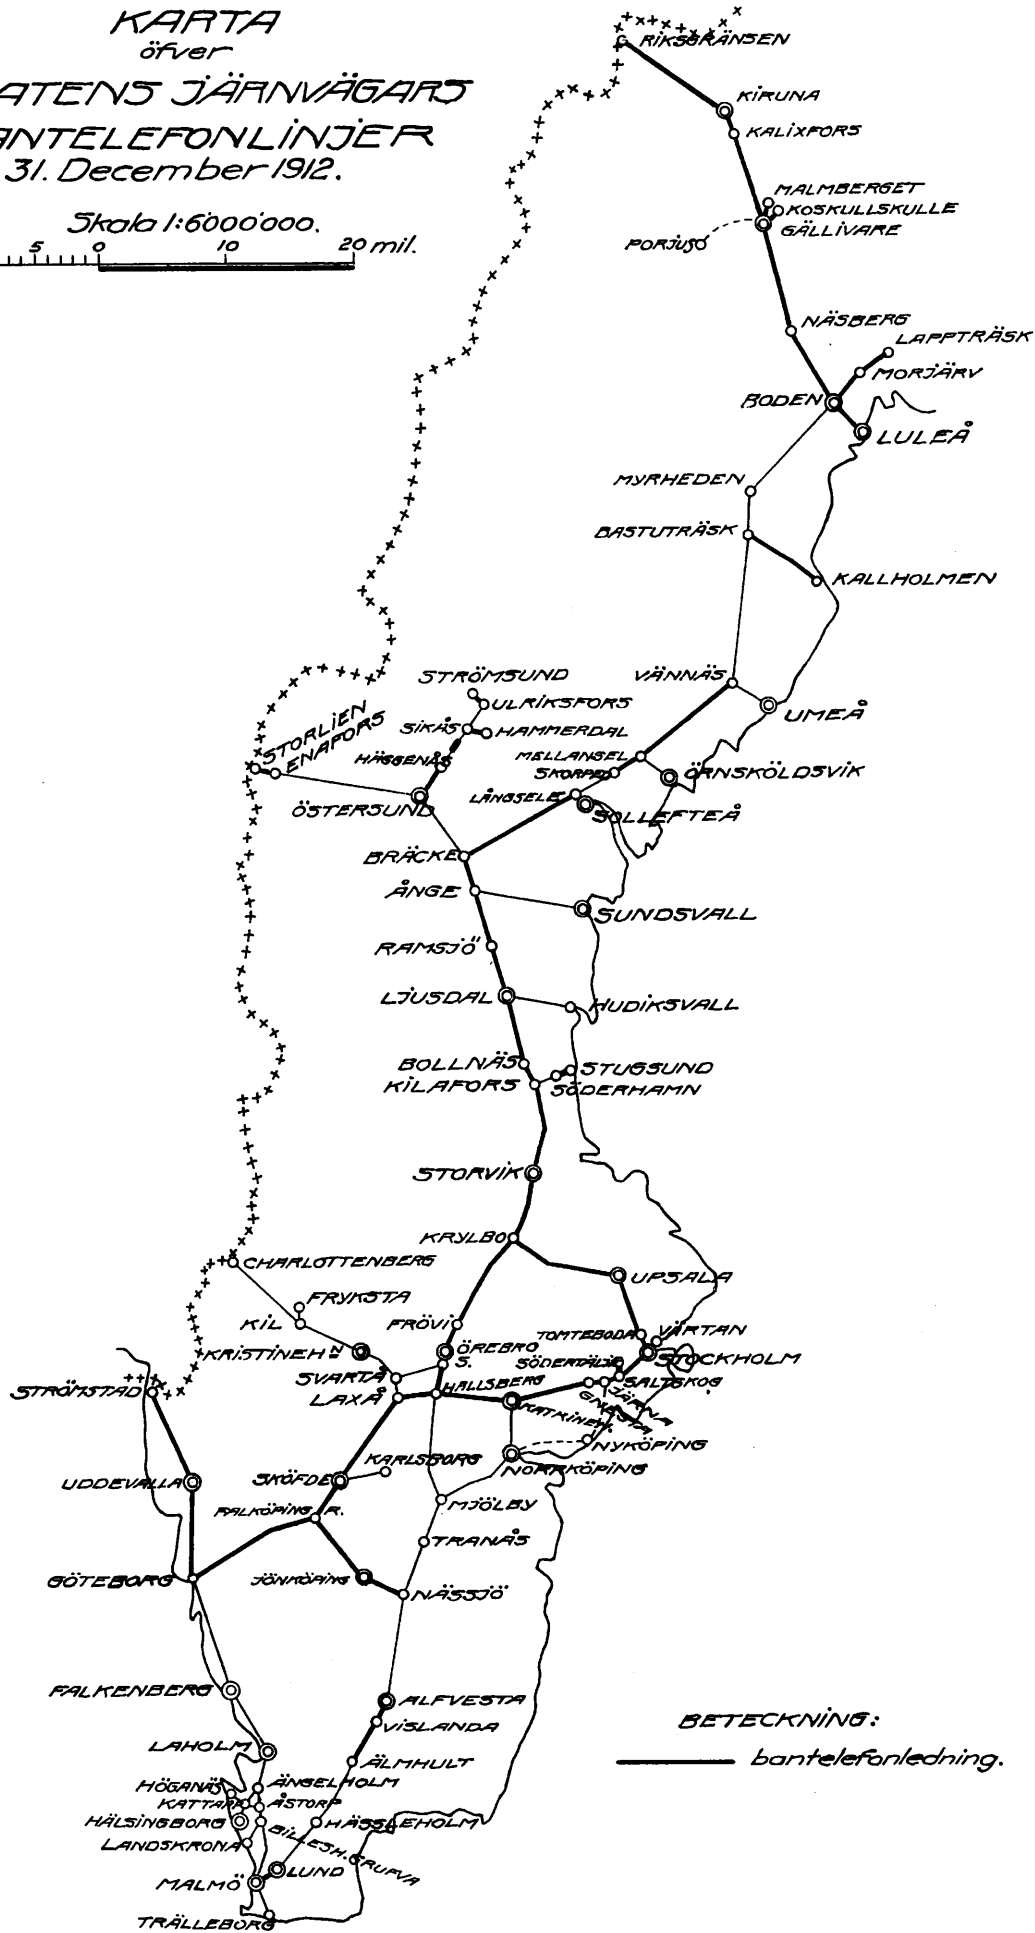 KARTA
öfver
ATENS JÄRNVÄGARS
ANTELEFONLINJER
31. December 1912.
Skala 1:6000'000.
5 0 10 20 mil.
RIKSGRÄNSEN
KIRUNA
KALIXFORS
MALMBERGET
KOSKULLSKULLE
GÄLLIVARE
PORJUS
NÄSBERG
LAPPTRÄSK
MORJÄRV
BODEN
LULEÅ
MYRHEDEN
BASTUTRÄSK
KALLHOLMEN
VÄNNÄS
UMEÅ
STRÖMSUND
ULRIKSFORS
SIKÅS
HAMMERDAL
STORLIEN
ENAFORS
HÄGGENÅS
MELLANSEL
SKORPED
ÖRNSKÖLDSVIK
LÅNGSELE
ÖSTERSUND
SOLLEFTEÅ
BRÄCKE
ÅNGE
SUNDSVALL
RAMSJÖ
LJUSDAL
HUDIKSVALL
BOLLNÄS
STUGSUND
KILAFORS
SÖDERHAMN
STORVIK
KRYLBO
CHARLOTTENBERG
UPSALA
FRYKSTA
KIL
FRÖVI
TOMTEBODA
VÄRTAN
KRISTINEHN
ÖREBRO
S.
SÖDERTÄLJE
STOCKHOLM
SVARTÅ
HALLSBERG
SALTSKOG
STRÖMSTAD
LAXÅ
JÄRNA
GNESTA
KATRINEH.
NYKÖPING
KARLSBORG
NORRKÖPING
UDDEVALLA
SKÖFDE
MJÖLBY
FALKÖPING R.
TRANÅS
GÖTEBORG
JÖNKÖPING
NÄSSJÖ
FALKENBERG
ALFVESTA
VISLANDA
BETECKNING:
LAHOLM
ÄLMHULT
bantelefonledning.
HÖGANÄS
ÄNGELHOLM
KATTARP
ÅSTORP
HÄLSINGBORG
HÄSSLEHOLM
BILLESH. GRUFVA
LANDSKRONA
LUND
MALMÖ
TRÄLLEBORG